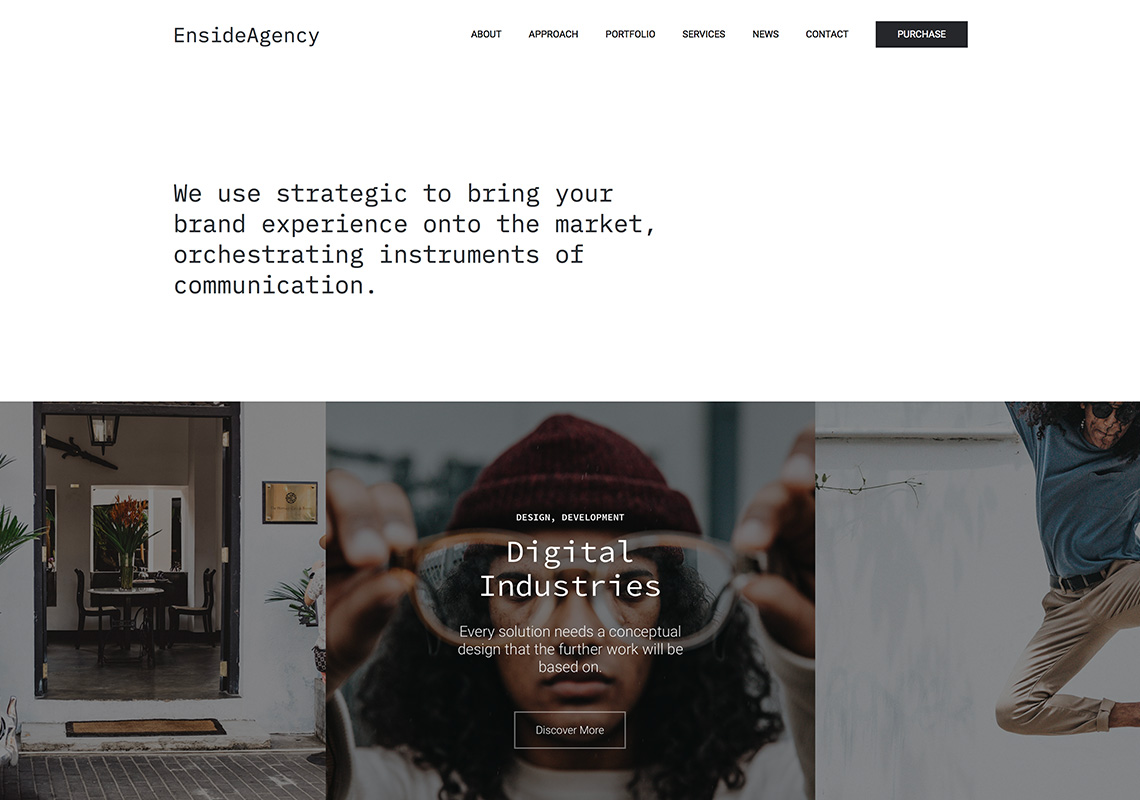 EnsideAgency
ABOUT APPROACH PORTFOLIO SERVICES NEWS CONTACT PURCHASE
We use strategic to bring your
brand experience onto the market,
orchestrating instruments of
communication.
DESIGN, DEVELOPMENT
Digital
Industries
Every solution needs a conceptual
design that the further work will be
based on.
Discover More